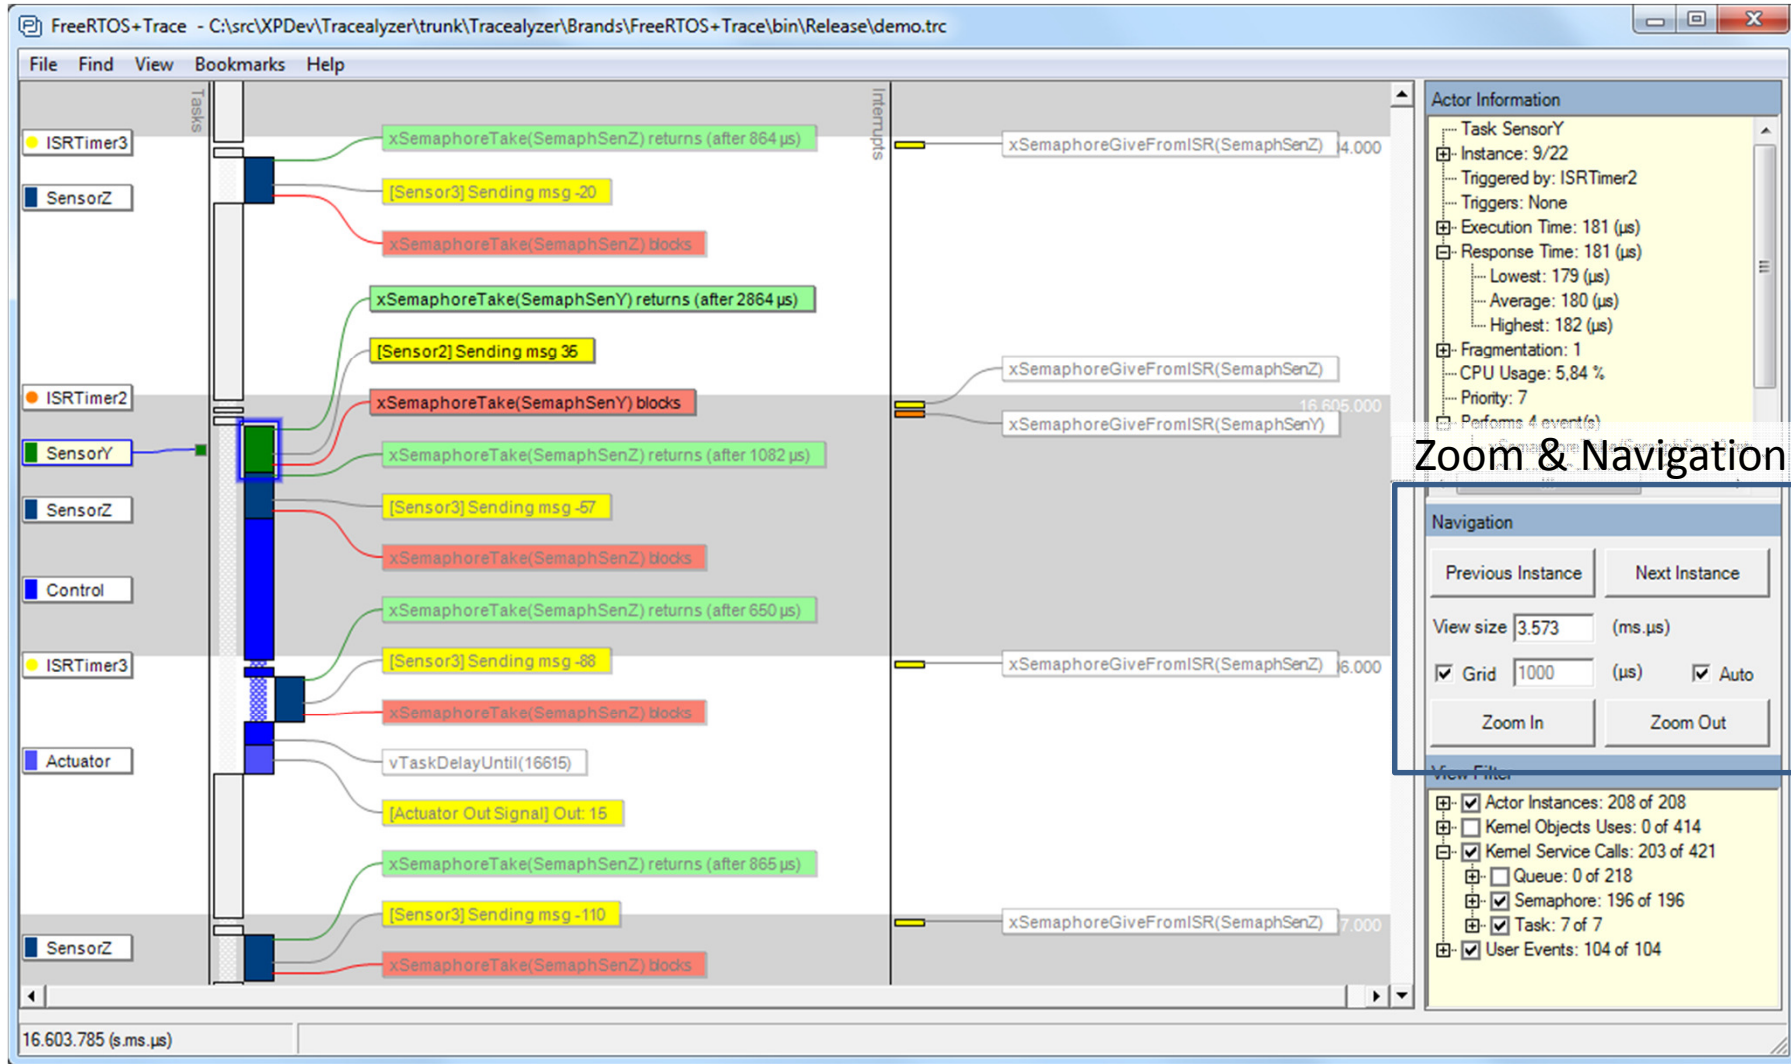 FreeRTOS+Trace - C:\src\XPDev\Tracealyzer\trunk\Tracealyzer\Brands\FreeRTOS+Trace\bin\Release\demo.trc
File Find View Bookmarks Help
Tasks
Interrupts
ISRTimer3
SensorZ
ISRTimer2
SensorY
SensorZ
Control
ISRTimer3
Actuator
SensorZ
xSemaphoreTake(SemaphSenZ) returns (after 864 µs)
[Sensor3] Sending msg -20
xSemaphoreTake(SemaphSenZ) blocks
xSemaphoreTake(SemaphSenY) returns (after 2864 µs)
[Sensor2] Sending msg 36
xSemaphoreTake(SemaphSenY) blocks
xSemaphoreTake(SemaphSenZ) returns (after 1082 µs)
[Sensor3] Sending msg -57
xSemaphoreTake(SemaphSenZ) blocks
xSemaphoreTake(SemaphSenZ) returns (after 650 µs)
[Sensor3] Sending msg -88
xSemaphoreTake(SemaphSenZ) blocks
vTaskDelayUntil(16615)
[Actuator Out Signal] Out: 15
xSemaphoreTake(SemaphSenZ) returns (after 865 µs)
[Sensor3] Sending msg -110
xSemaphoreTake(SemaphSenZ) blocks
xSemaphoreGiveFromISR(SemaphSenZ) 4.000
xSemaphoreGiveFromISR(SemaphSenZ)
16.605.000
xSemaphoreGiveFromISR(SemaphSenY)
xSemaphoreGiveFromISR(SemaphSenZ) 6.000
xSemaphoreGiveFromISR(SemaphSenZ) 7.000
Actor Information
Task SensorY
Instance: 9/22
Triggered by: ISRTimer2
Triggers: None
Execution Time: 181 (µs)
Response Time: 181 (µs)
Lowest: 179 (µs)
Average: 180 (µs)
Highest: 182 (µs)
Fragmentation: 1
CPU Usage: 5,84 %
Priority: 7
Performs 4 event(s)
Zoom & Navigation
Navigation
Previous Instance Next Instance
View size 3.573 (ms.µs)
Grid 1000 (µs) Auto
Zoom In Zoom Out
View Filter
Actor Instances: 208 of 208
Kernel Objects Uses: 0 of 414
Kernel Service Calls: 203 of 421
Queue: 0 of 218
Semaphore: 196 of 196
Task: 7 of 7
User Events: 104 of 104
16.603.785 (s.ms.µs)